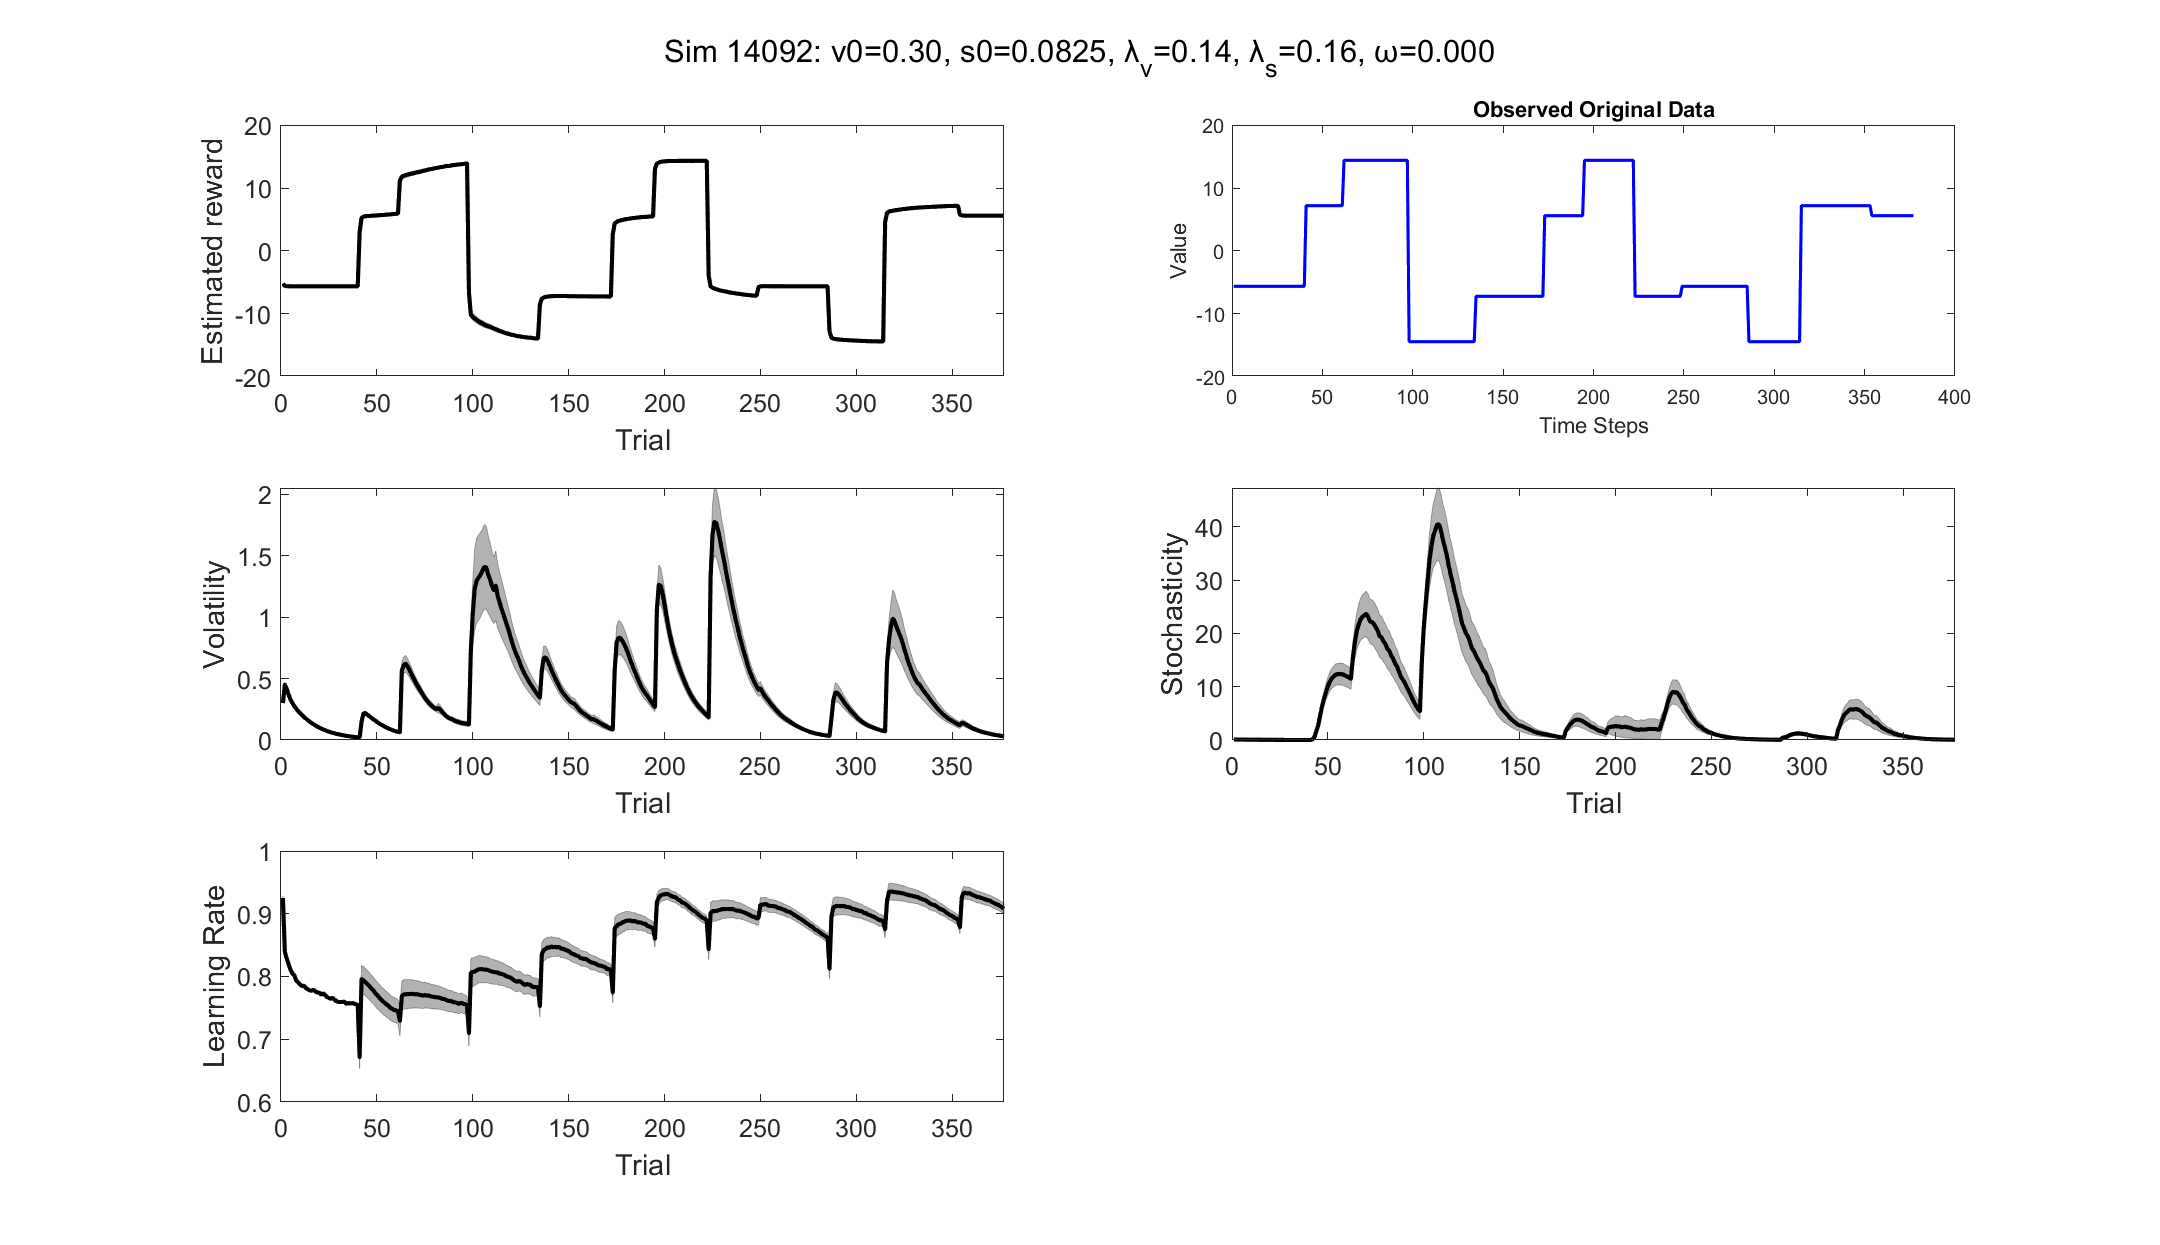 Sim 14092: v0=0.30, s0=0.0825, λ_v=0.14, λ_s=0.16, ω=0.000
Estimated reward
20
10
0
-10
-20
0 50 100 150 200 250 300 350
Trial
Observed Original Data
Value
20
10
0
-10
-20
0 50 100 150 200 250 300 350 400
Time Steps
Volatility
2
1.5
1
0.5
0
0 50 100 150 200 250 300 350
Trial
Stochasticity
40
30
20
10
0
0 50 100 150 200 250 300 350
Trial
Learning Rate
1
0.9
0.8
0.7
0.6
0 50 100 150 200 250 300 350
Trial